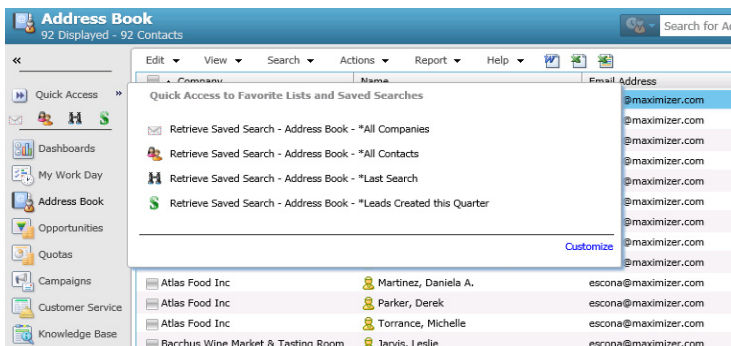 Address Book
92 Displayed - 92 Contacts
Search for Ad
«
Edit View Search Actions Report Help
Company Name Email Address
Quick Access »
Quick Access to Favorite Lists and Saved Searches
Retrieve Saved Search - Address Book - *All Companies
Retrieve Saved Search - Address Book - *All Contacts
Retrieve Saved Search - Address Book - *Last Search
Retrieve Saved Search - Address Book - *Leads Created this Quarter
Customize
@maximizer.com
@maximizer.com
@maximizer.com
@maximizer.com
@maximizer.com
@maximizer.com
@maximizer.com
@maximizer.com
@maximizer.com
Dashboards
My Work Day
Address Book
Opportunities
Quotas
Campaigns
Customer Service
Knowledge Base
Atlas Food Inc Martinez, Daniela A. escona@maximizer.com
Atlas Food Inc Parker, Derek escona@maximizer.com
Atlas Food Inc Torrance, Michelle escona@maximizer.com
Bacchus Wine Market & Tasting Room Jarvis, Leslie escona@maximizer.com